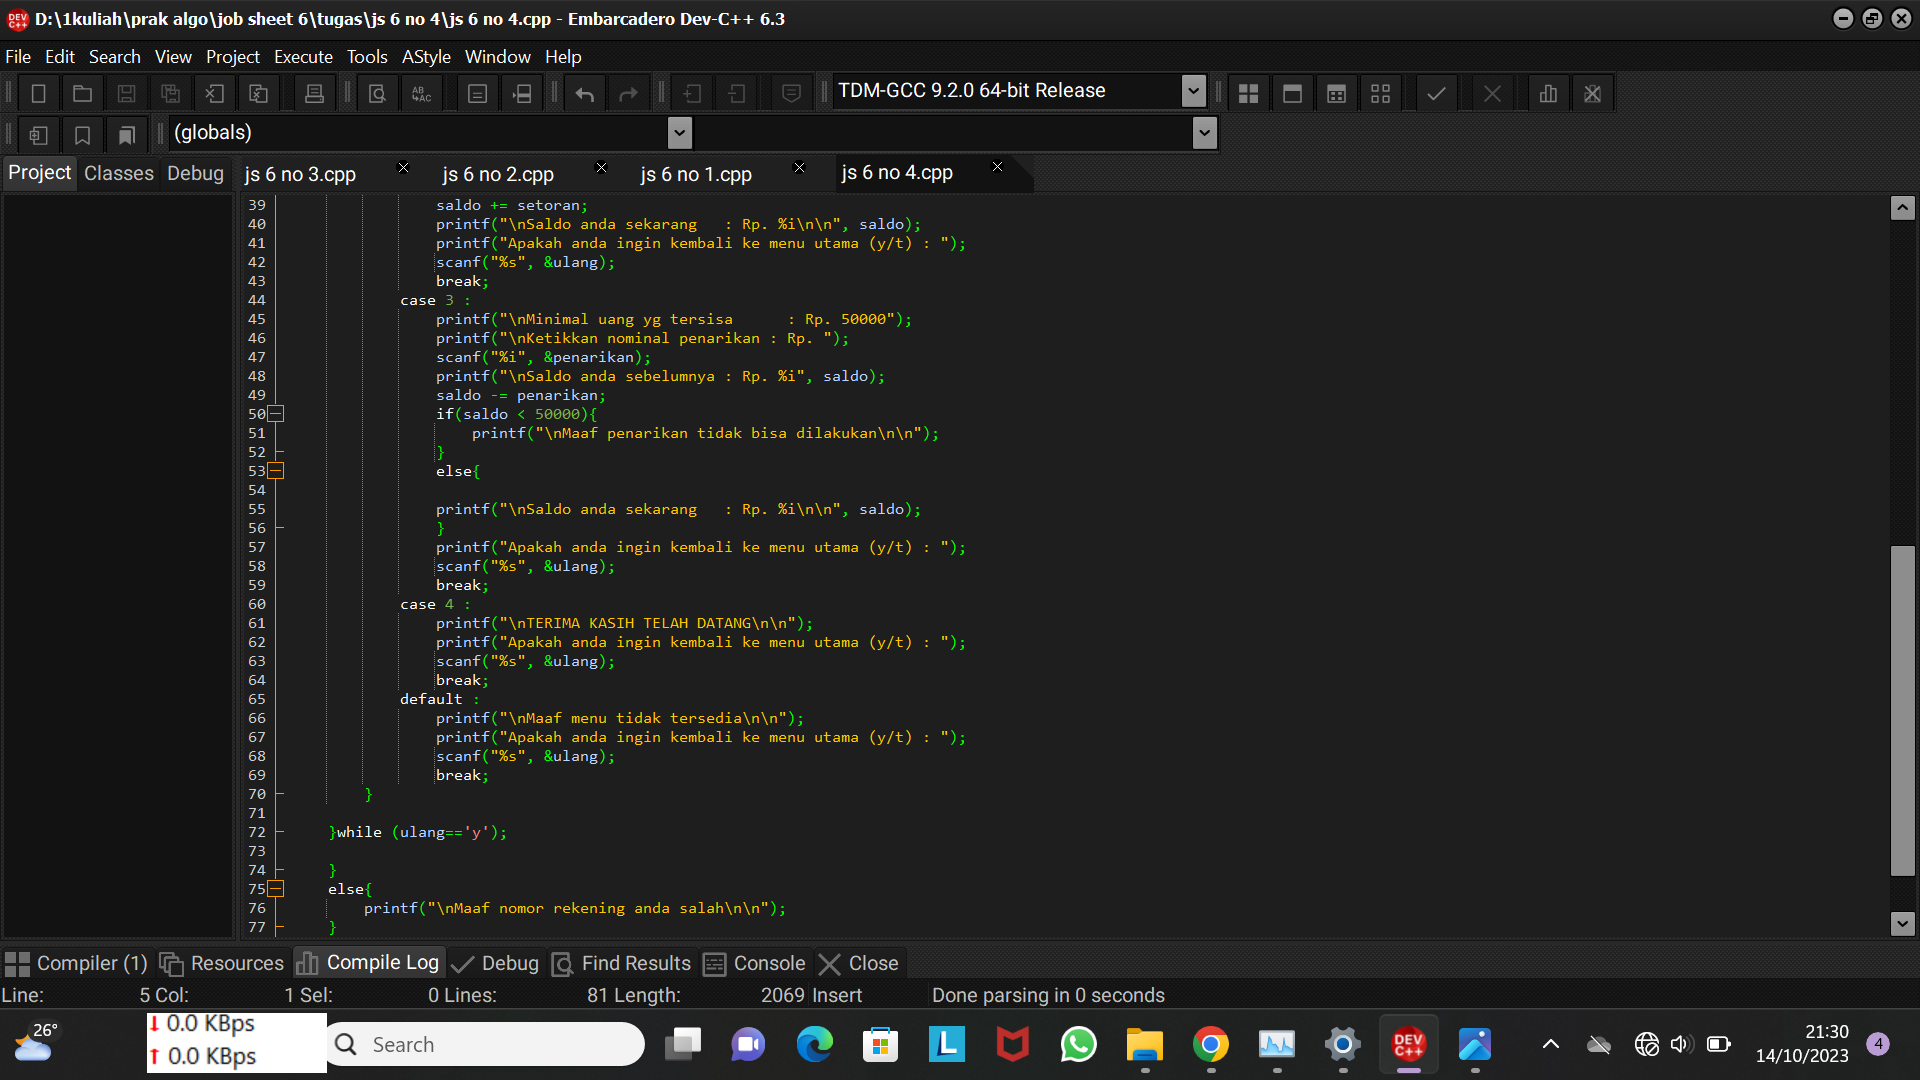 D:\1kuliah\prak algo\job sheet 6\tugas\js 6 no 4\js 6 no 4.cpp - Embarcadero Dev-C++ 6.3
File Edit Search View Project Execute Tools AStyle Window Help
TDM-GCC 9.2.0 64-bit Release
(globals)
Project Classes Debug js 6 no 3.cpp js 6 no 2.cpp js 6 no 1.cpp js 6 no 4.cpp
39 saldo += setoran;
40 printf("\nSaldo anda sekarang   : Rp. %i\n\n", saldo);
41 printf("Apakah anda ingin kembali ke menu utama (y/t) : ");
42 scanf("%s", &ulang);
43 break;
44 case 3 :
45 printf("\nMinimal uang yg tersisa      : Rp. 50000");
46 printf("\nKetikkan nominal penarikan : Rp. ");
47 scanf("%i", &penarikan);
48 printf("\nSaldo anda sebelumnya : Rp. %i", saldo);
49 saldo -= penarikan;
50 if(saldo < 50000){
51 printf("\nMaaf penarikan tidak bisa dilakukan\n\n");
52 }
53 else{
54
55 printf("\nSaldo anda sekarang   : Rp. %i\n\n", saldo);
56 }
57 printf("Apakah anda ingin kembali ke menu utama (y/t) : ");
58 scanf("%s", &ulang);
59 break;
60 case 4 :
61 printf("\nTERIMA KASIH TELAH DATANG\n\n");
62 printf("Apakah anda ingin kembali ke menu utama (y/t) : ");
63 scanf("%s", &ulang);
64 break;
65 default :
66 printf("\nMaaf menu tidak tersedia\n\n");
67 printf("Apakah anda ingin kembali ke menu utama (y/t) : ");
68 scanf("%s", &ulang);
69 break;
70 }
71
72 }while (ulang=='y');
73
74 }
75 else{
76 printf("\nMaaf nomor rekening anda salah\n\n");
77 }
Compiler (1) Resources Compile Log Debug Find Results Console Close
Line: 5 Col: 1 Sel: 0 Lines: 81 Length: 2069 Insert Done parsing in 0 seconds
26°
↓ 0.0 KBps
↑ 0.0 KBps
Search
L
DEV C++
21:30
14/10/2023
4